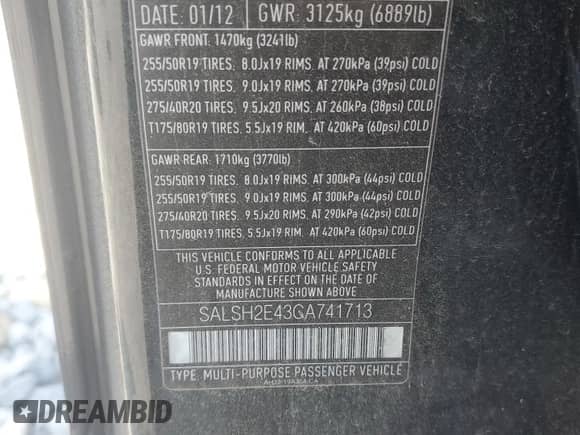 DATE: 01/12 GWR: 3125kg (6889lb)
GAWR FRONT: 1470kg (3241lb)
255/50R19 TIRES. 8.0Jx19 RIMS. AT 270kPa (39psi) COLD
255/50R19 TIRES. 9.0Jx19 RIMS. AT 270kPa (39psi) COLD
275/40R20 TIRES. 9.5Jx20 RIMS. AT 260kPa (38psi) COLD
T175/80R19 TIRES. 5.5Jx19 RIM. AT 420kPa (60psi) COLD
GAWR REAR: 1710kg (3770lb)
255/50R19 TIRES. 8.0Jx19 RIMS. AT 300kPa (44psi) COLD
255/50R19 TIRES. 9.0Jx19 RIMS. AT 300kPa (44psi) COLD
275/40R20 TIRES. 9.5Jx20 RIMS. AT 290kPa (42psi) COLD
T175/80R19 TIRES. 5.5Jx19 RIM. AT 420kPa (60psi) COLD
THIS VEHICLE CONFORMS TO ALL APPLICABLE
U.S. FEDERAL MOTOR VEHICLE SAFETY
STANDARDS IN EFFECT ON THE DATE OF
MANUFACTURE SHOWN ABOVE.
SALSH2E43CA741713
TYPE: MULTI-PURPOSE PASSENGER VEHICLE
DREAMBID